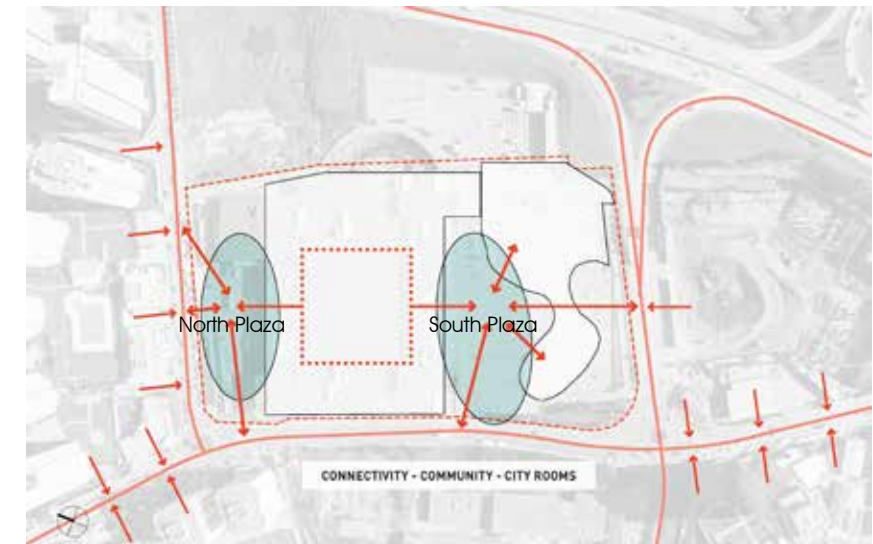 North Plaza
South Plaza
CONNECTIVITY - COMMUNITY - CITY ROOMS